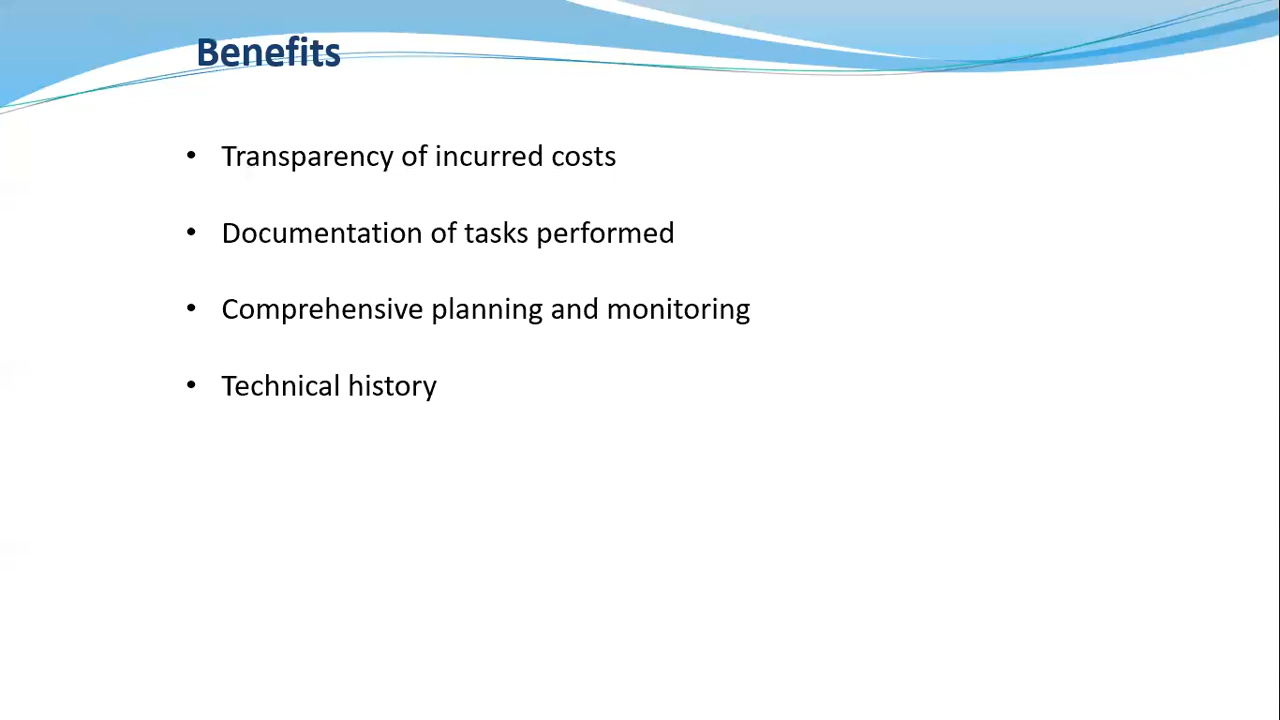 Benefits
• Transparency of incurred costs
• Documentation of tasks performed
• Comprehensive planning and monitoring
• Technical history